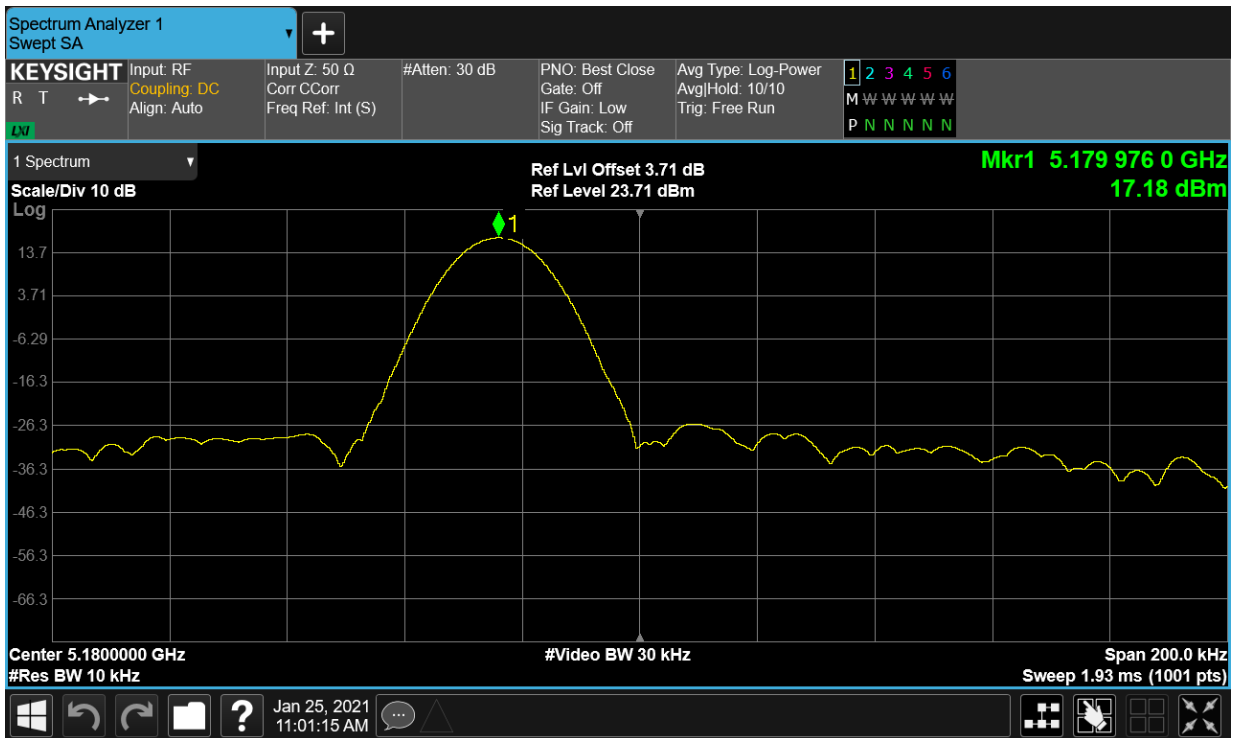 Spectrum Analyzer 1
Swept SA
KEYSIGHT
R T
LXI
Input: RF
Coupling: DC
Align: Auto
Input Z: 50 Ω
Corr CCorr
Freq Ref: Int (S)
#Atten: 30 dB
PNO: Best Close
Gate: Off
IF Gain: Low
Sig Track: Off
Avg Type: Log-Power
Avg|Hold: 10/10
Trig: Free Run
1 2 3 4 5 6
M W W W W W
P N N N N N
1 Spectrum
Scale/Div 10 dB
Ref Lvl Offset 3.71 dB
Ref Level 23.71 dBm
Mkr1 5.179 976 0 GHz
17.18 dBm
Log
1
13.7
3.71
-6.29
-16.3
-26.3
-36.3
-46.3
-56.3
-66.3
Center 5.1800000 GHz
#Res BW 10 kHz
#Video BW 30 kHz
Span 200.0 kHz
Sweep 1.93 ms (1001 pts)
?
Jan 25, 2021
11:01:15 AM